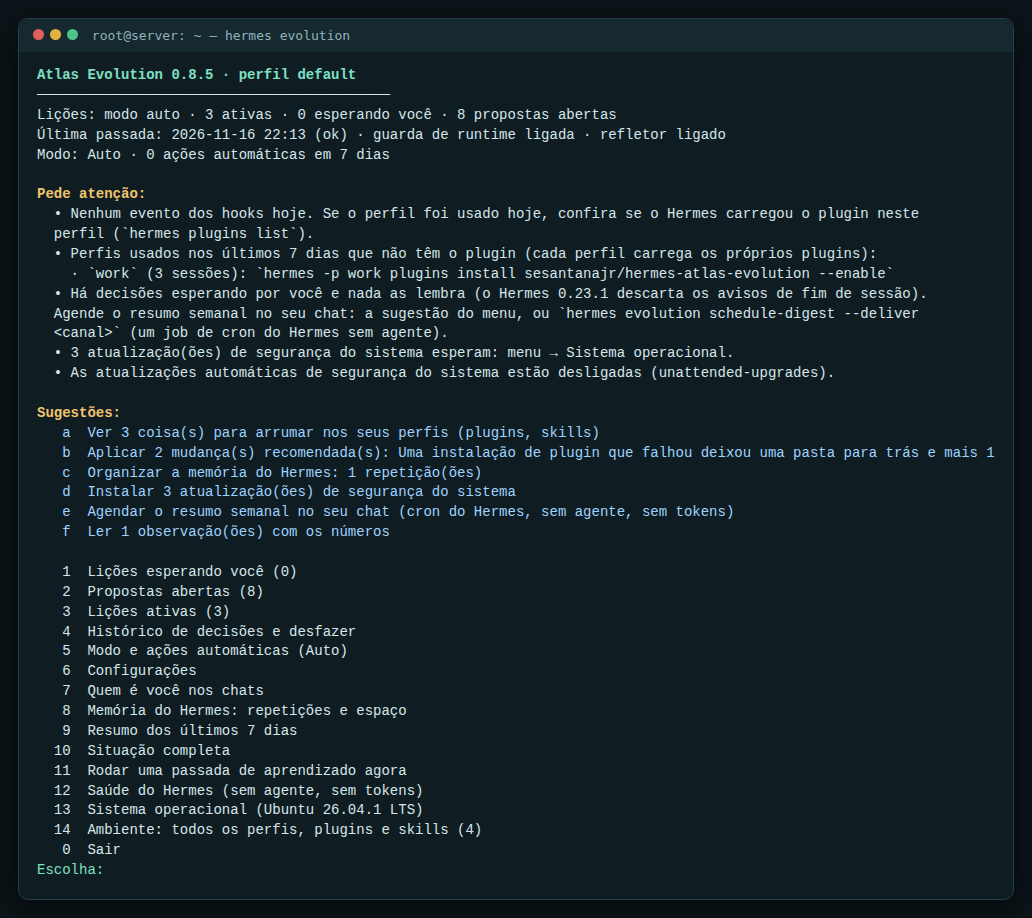 root@server: ~ — hermes evolution
Atlas Evolution 0.8.5 · perfil default
──────────────────────────────────────────
Lições: modo auto · 3 ativas · 0 esperando você · 8 propostas abertas
Última passada: 2026-11-16 22:13 (ok) · guarda de runtime ligada · refletor ligado
Modo: Auto · 0 ações automáticas em 7 dias
Pede atenção:
• Nenhum evento dos hooks hoje. Se o perfil foi usado hoje, confira se o Hermes carregou o plugin neste
perfil (`hermes plugins list`).
• Perfis usados nos últimos 7 dias que não têm o plugin (cada perfil carrega os próprios plugins):
· `work` (3 sessões): `hermes -p work plugins install sesantanajr/hermes-atlas-evolution --enable`
• Há decisões esperando por você e nada as lembra (o Hermes 0.23.1 descarta os avisos de fim de sessão).
Agende o resumo semanal no seu chat: a sugestão do menu, ou `hermes evolution schedule-digest --deliver
<canal>` (um job de cron do Hermes sem agente).
• 3 atualização(ões) de segurança do sistema esperam: menu → Sistema operacional.
• As atualizações automáticas de segurança do sistema estão desligadas (unattended-upgrades).
Sugestões:
a Ver 3 coisa(s) para arrumar nos seus perfis (plugins, skills)
b Aplicar 2 mudança(s) recomendada(s): Uma instalação de plugin que falhou deixou uma pasta para trás e mais 1
c Organizar a memória do Hermes: 1 repetição(ões)
d Instalar 3 atualização(ões) de segurança do sistema
e Agendar o resumo semanal no seu chat (cron do Hermes, sem agente, sem tokens)
f Ler 1 observação(ões) com os números
1 Lições esperando você (0)
2 Propostas abertas (8)
3 Lições ativas (3)
4 Histórico de decisões e desfazer
5 Modo e ações automáticas (Auto)
6 Configurações
7 Quem é você nos chats
8 Memória do Hermes: repetições e espaço
9 Resumo dos últimos 7 dias
10 Situação completa
11 Rodar uma passada de aprendizado agora
12 Saúde do Hermes (sem agente, sem tokens)
13 Sistema operacional (Ubuntu 26.04.1 LTS)
14 Ambiente: todos os perfis, plugins e skills (4)
0 Sair
Escolha: